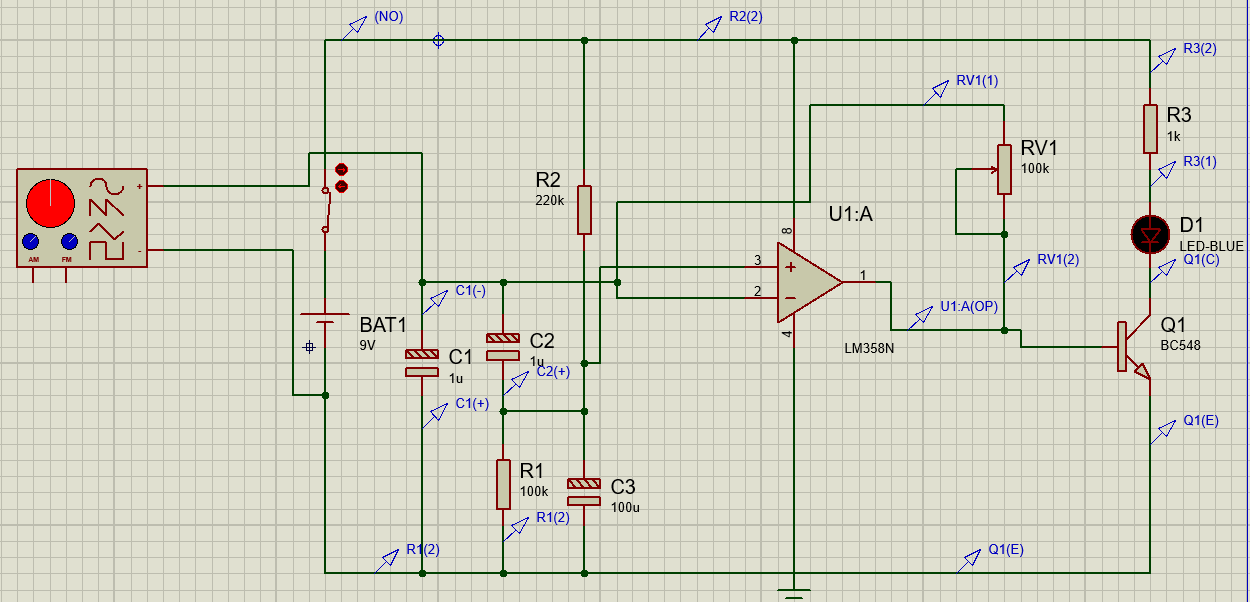 (NO)
R2(2)
R3(2)
RV1(1)
R3
1k
RV1
100k
R3(1)
+
-
AM
FM
R2
220k
U1:A
8
3
+
2
-
1
4
LM358N
D1
LED-BLUE
Q1(C)
RV1(2)
C1(-)
U1:A(OP)
BAT1
9V
C2
1u
C2(+)
C1
1u
C1(+)
Q1
BC548
Q1(E)
R1
100k
C3
100u
R1(2)
R1(2)
Q1(E)